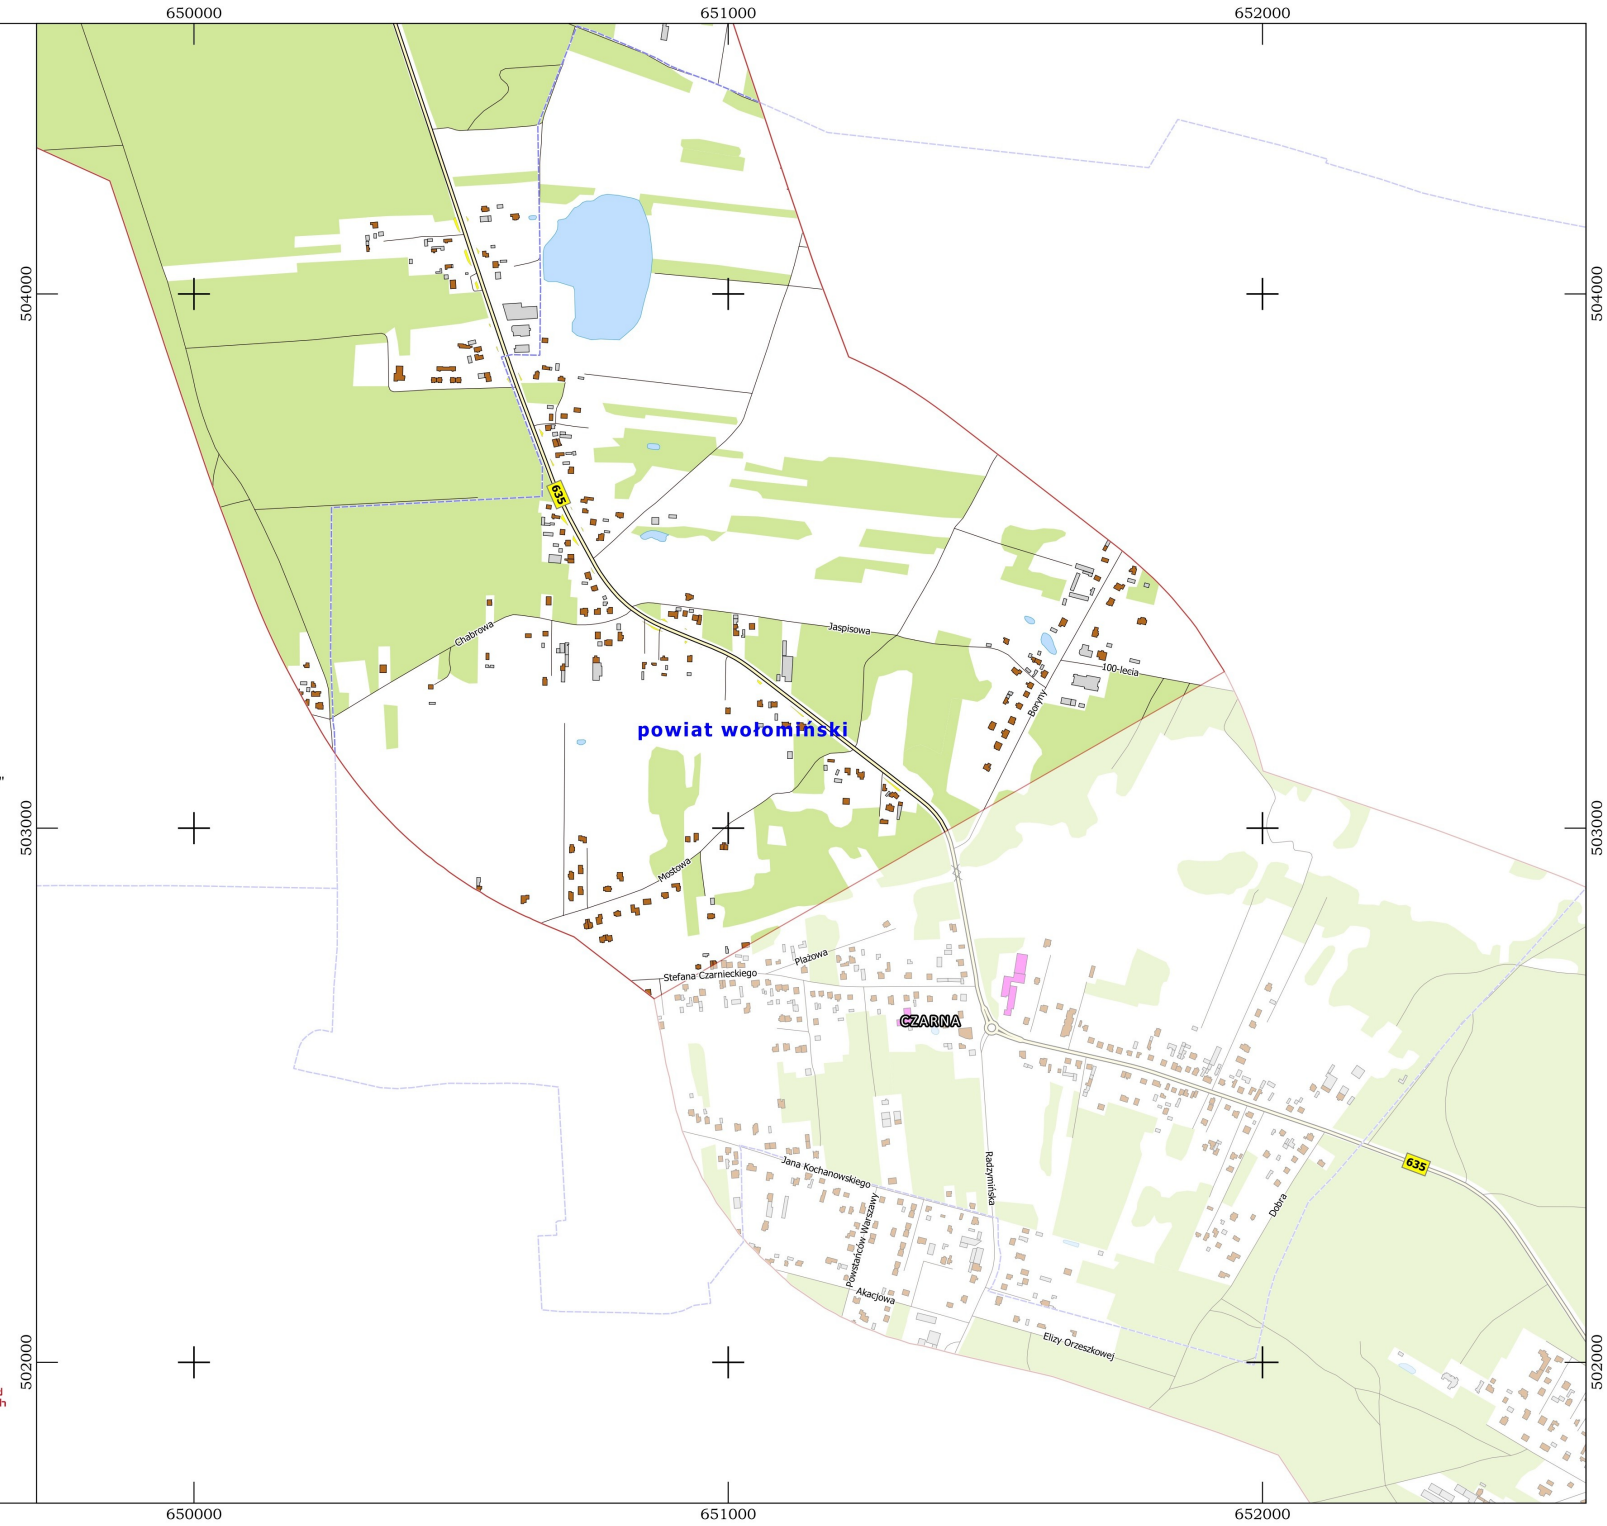 650000 651000 652000
504000 504000
635
Chabrowa
Jaspisowa
100-lecia
Boryny
powiat wołomiński
"
503000 503000
Mostowa
Plażowa
Stefana Czarnieckiego
CZARNA
Jana Kochanowskiego
Radzymińska
635
Dobra
Powstańców Warszawy
Akacjowa
Elizy Orzeszkowej
502000 502000
650000 651000 652000